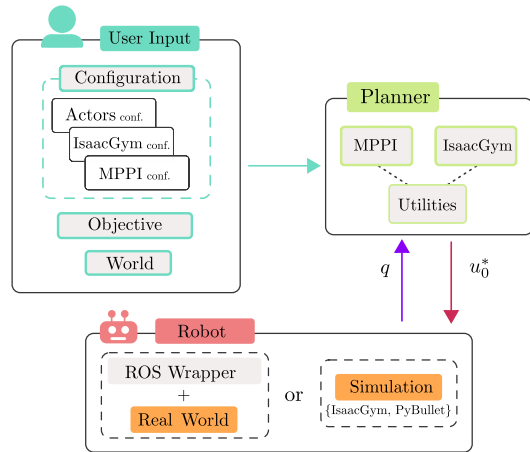 User Input
Configuration
Actors conf.
IsaacGym conf.
MPPI conf.
Objective
World
Planner
MPPI
IsaacGym
Utilities
q
u₀*
Robot
ROS Wrapper
+
Real World
or
Simulation
{IsaacGym, PyBullet}